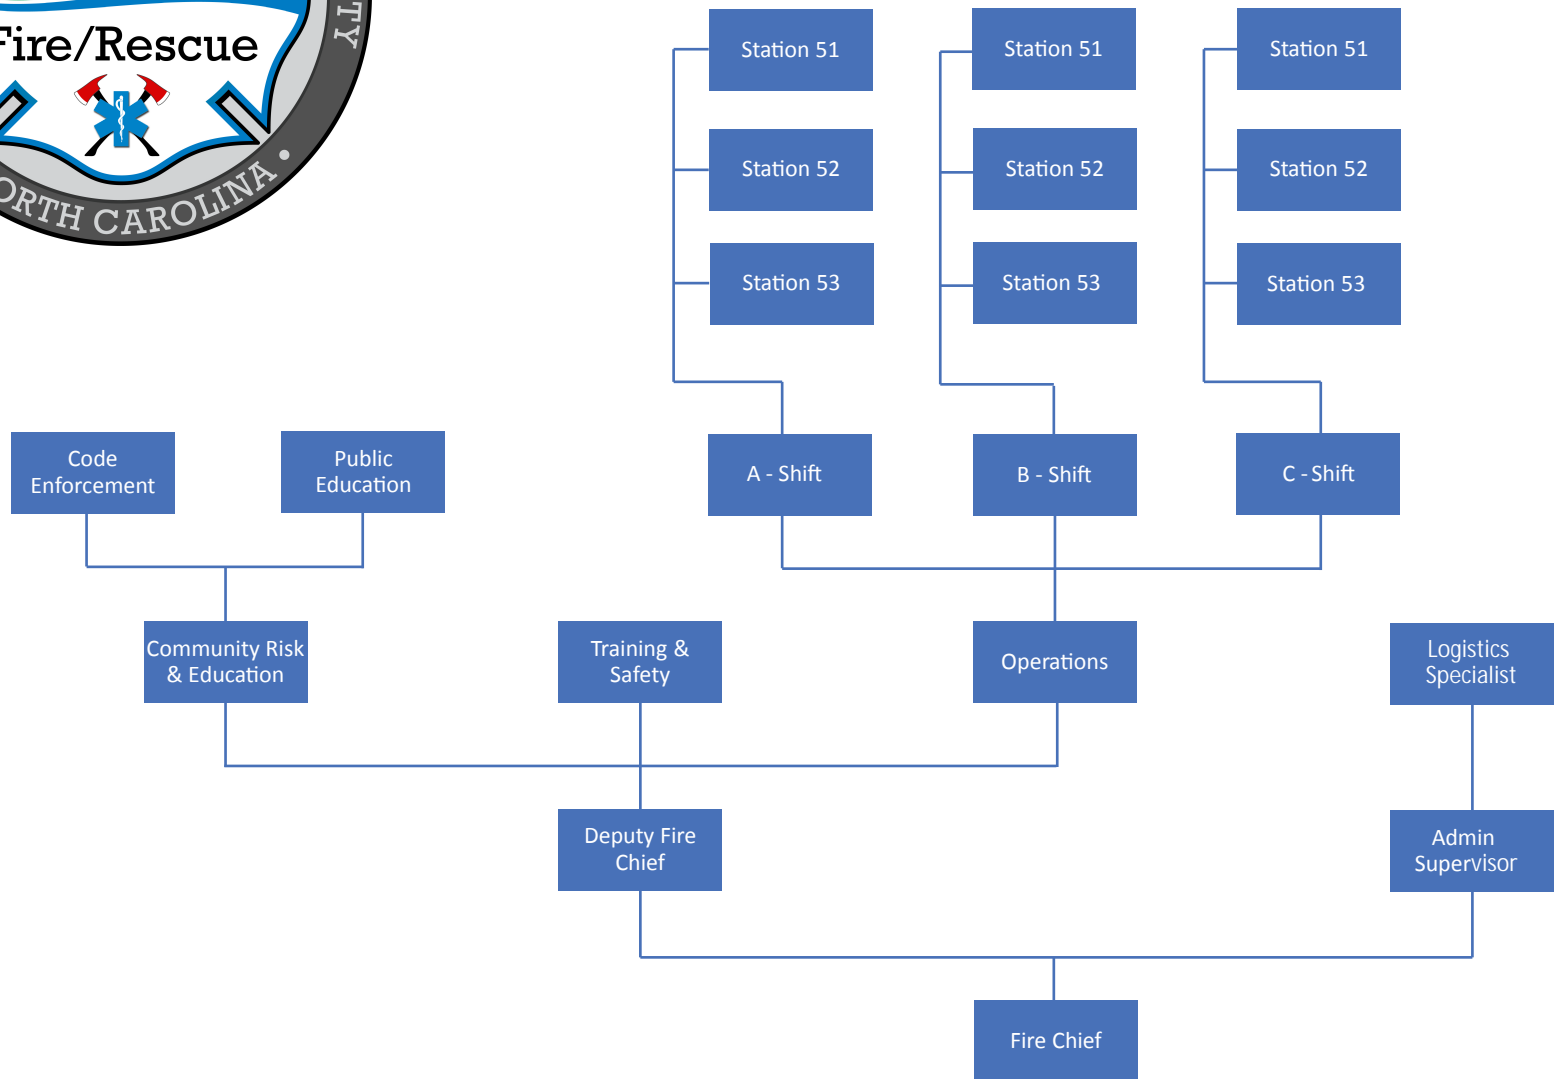 TY
Fire/Rescue
ORTH CAROLINA •
Station 51
Station 51
Station 51
Station 52
Station 52
Station 52
Station 53
Station 53
Station 53
Code
Enforcement
Public
Education
A - Shift
B - Shift
C - Shift
Community Risk
& Education
Training &
Safety
Operations
Logistics
Specialist
Deputy Fire
Chief
Admin
Supervisor
Fire Chief